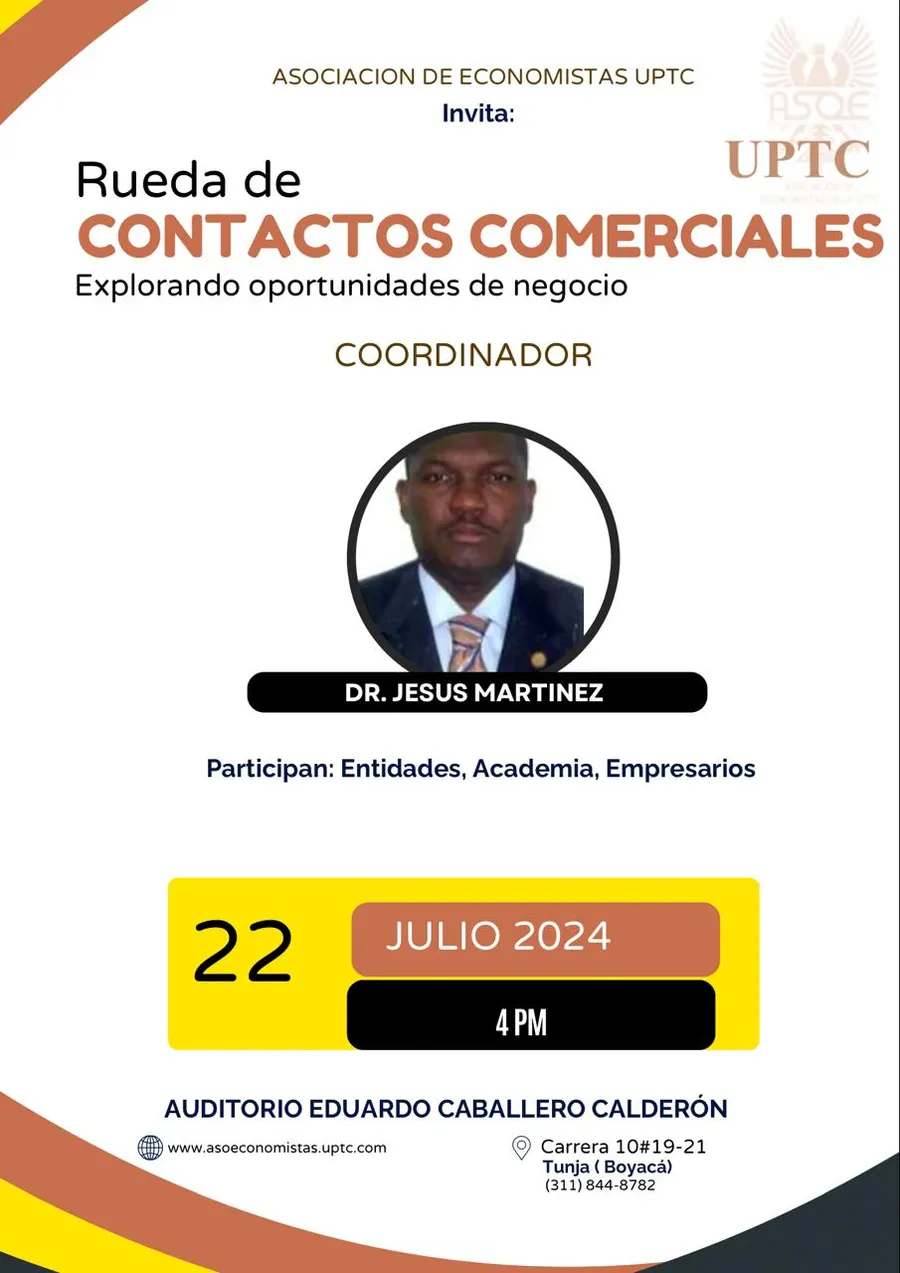 ASOCIACION DE ECONOMISTAS UPTC
Invita:
ASOE
UPTC
Rueda de
CONTACTOS COMERCIALES
Explorando oportunidades de negocio
COORDINADOR
DR. JESUS MARTINEZ
Participan: Entidades, Academia, Empresarios
22
JULIO 2024
4 PM
AUDITORIO EDUARDO CABALLERO CALDERÓN
www.asoeconomistas.uptc.com
Carrera 10#19-21
Tunja ( Boyacá)
(311) 844-8782